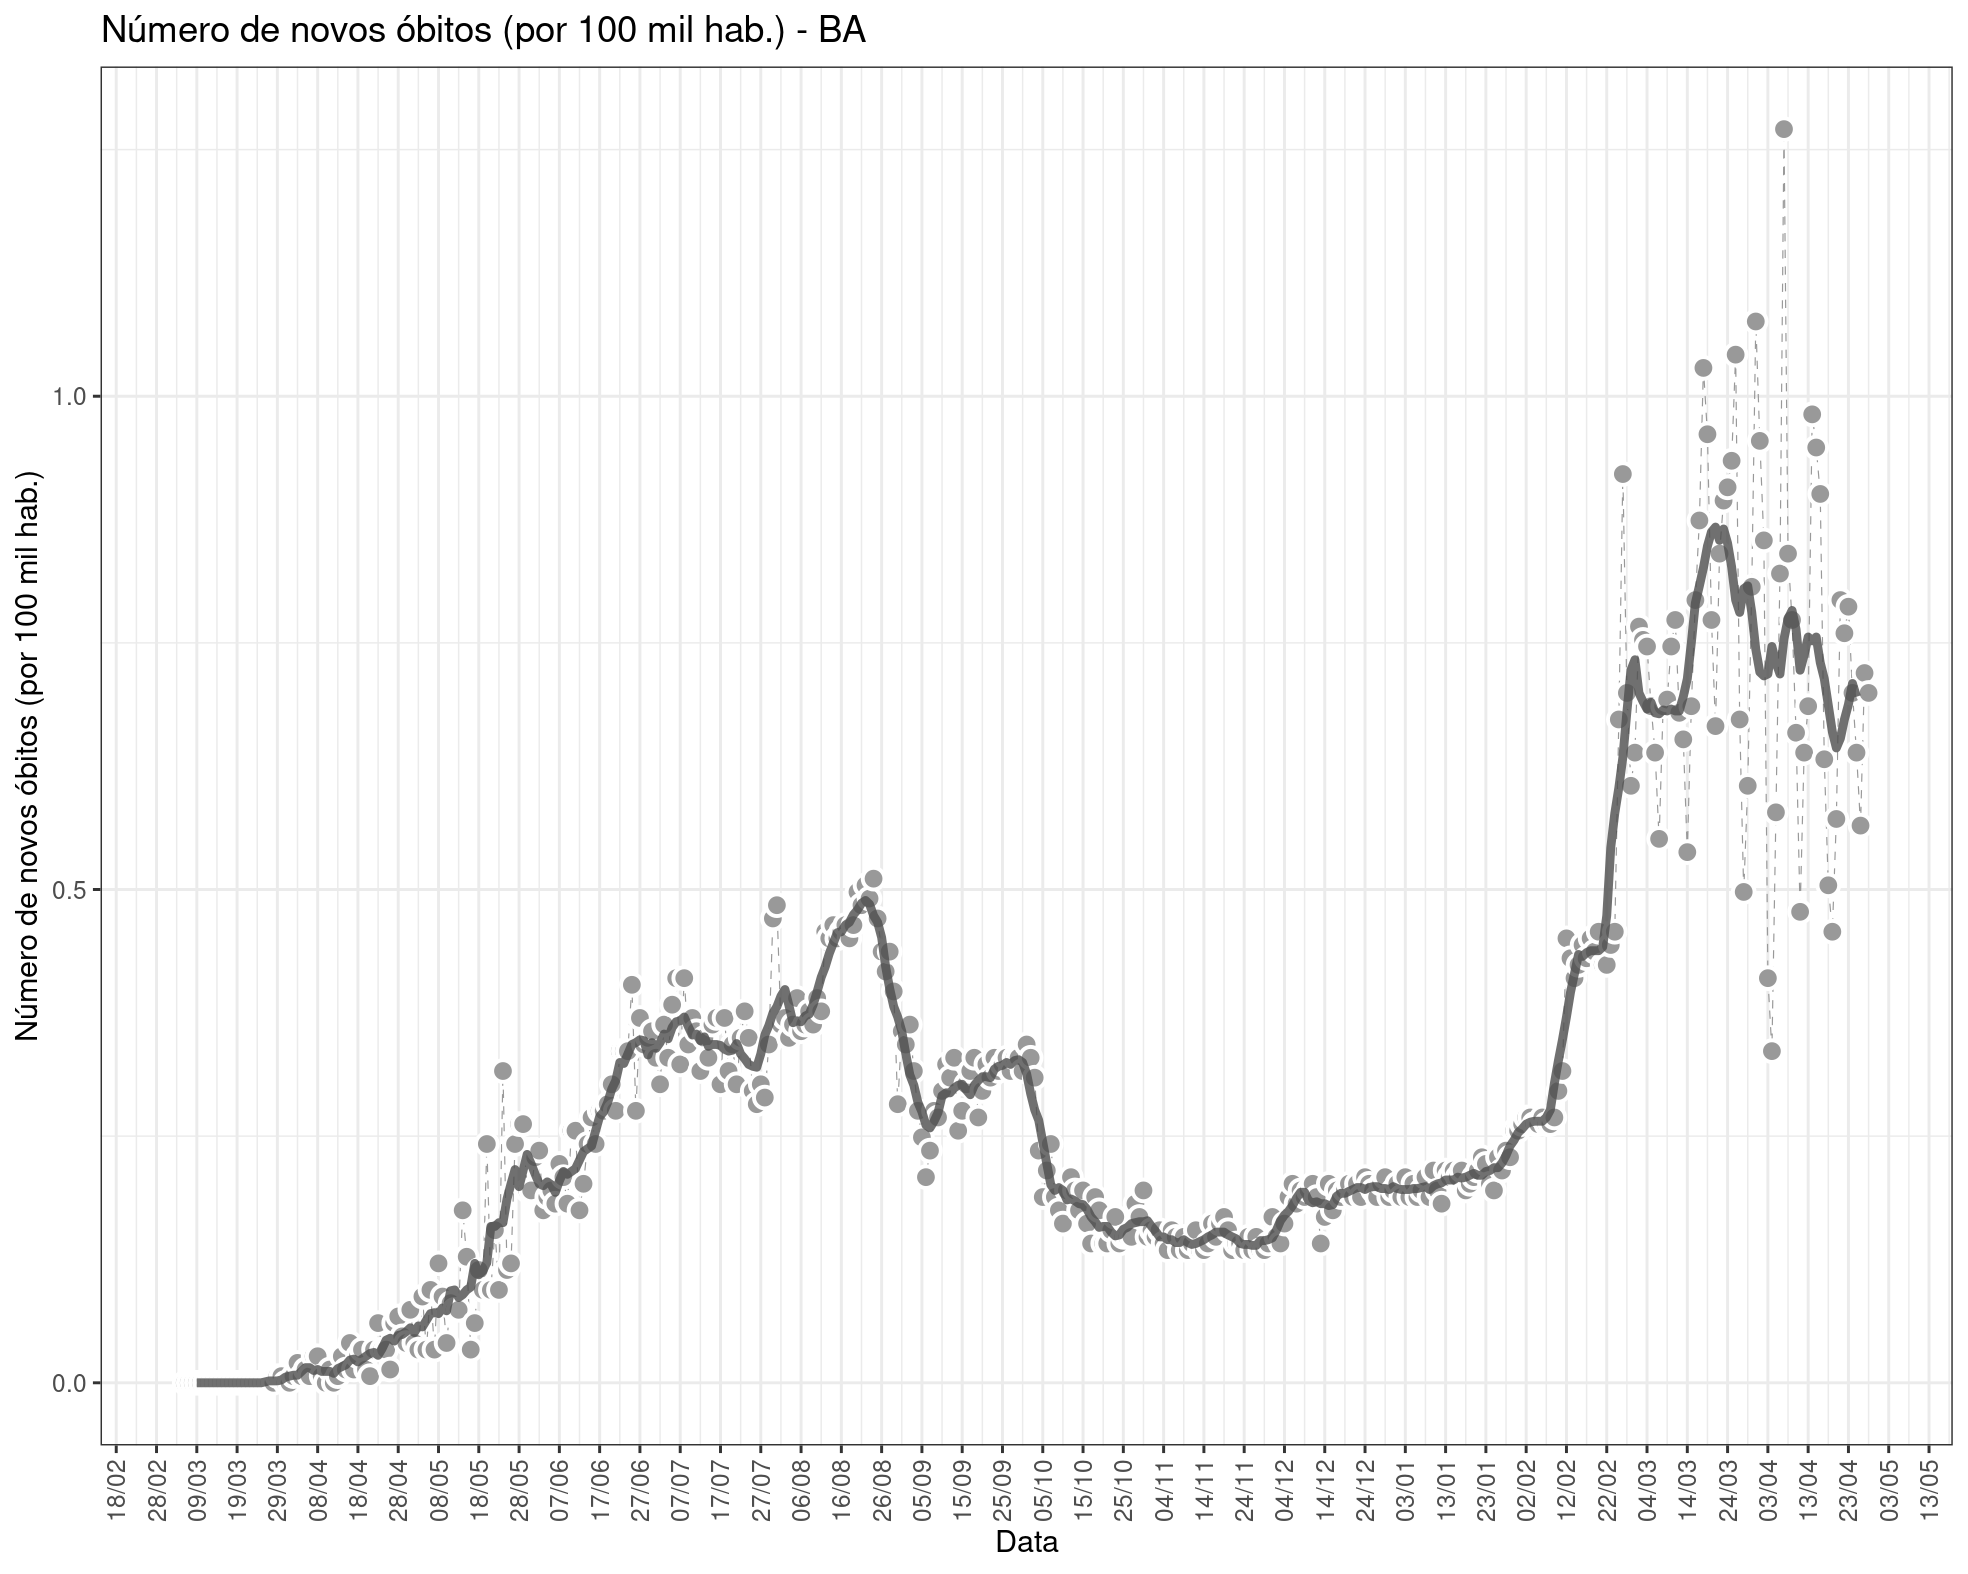 Número de novos óbitos (por 100 mil hab.) - BA
Número de novos óbitos (por 100 mil hab.)
1.0
0.5
0.0
18/02 28/02 09/03 19/03 29/03 08/04 18/04 28/04 08/05 18/05 28/05 07/06 17/06 27/06 07/07 17/07 27/07 06/08 16/08 26/08 05/09 15/09 25/09 05/10 15/10 25/10 04/11 14/11 24/11 04/12 14/12 24/12 03/01 13/01 23/01 02/02 12/02 22/02 04/03 14/03 24/03 03/04 13/04 23/04 03/05 13/05
Data